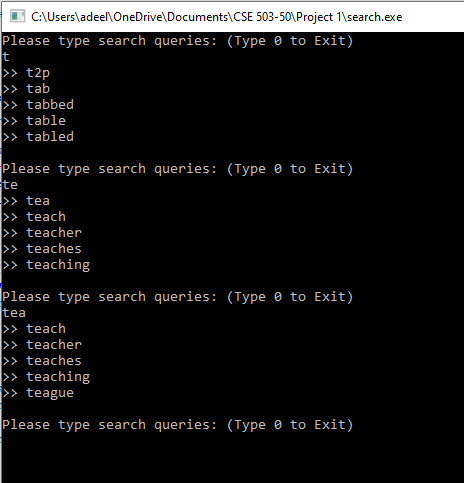 C:\Users\adeel\OneDrive\Documents\CSE 503-50\Project 1\search.exe
Please type search queries: (Type 0 to Exit)
t
>> t2p
>> tab
>> tabbed
>> table
>> tabled
Please type search queries: (Type 0 to Exit)
te
>> tea
>> teach
>> teacher
>> teaches
>> teaching
Please type search queries: (Type 0 to Exit)
tea
>> teach
>> teacher
>> teaches
>> teaching
>> teague
Please type search queries: (Type 0 to Exit)